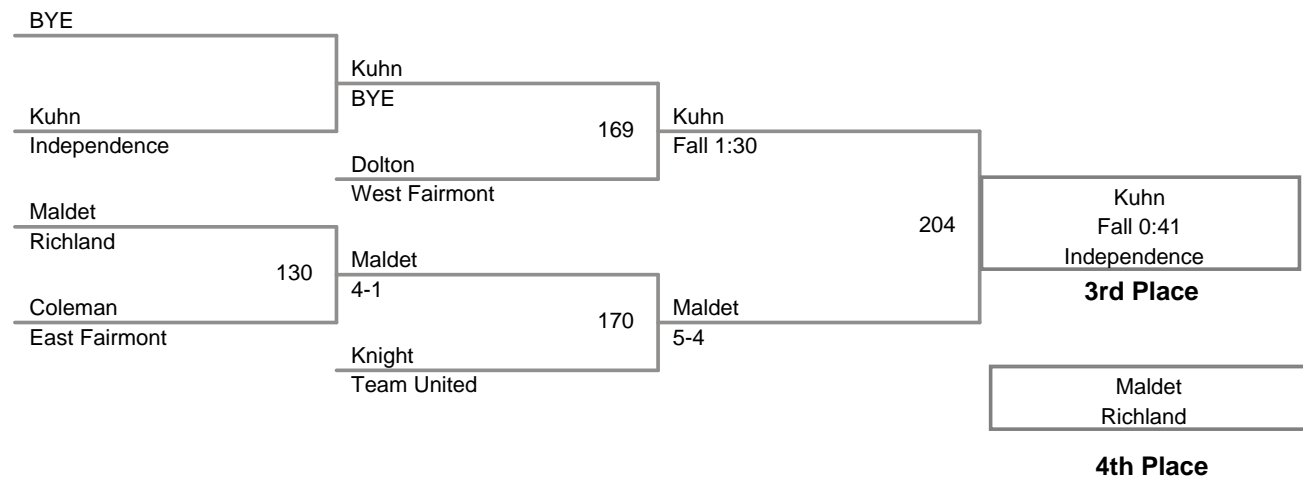 BYE
Kuhn
BYE
Kuhn
Independence
169
Kuhn
Fall 1:30
Dolton
West Fairmont
Maldet
Richland
130
Maldet
4-1
Coleman
East Fairmont
170
Maldet
5-4
Knight
Team United
204
Kuhn
Fall 0:41
Independence
3rd Place
Maldet
Richland
4th Place